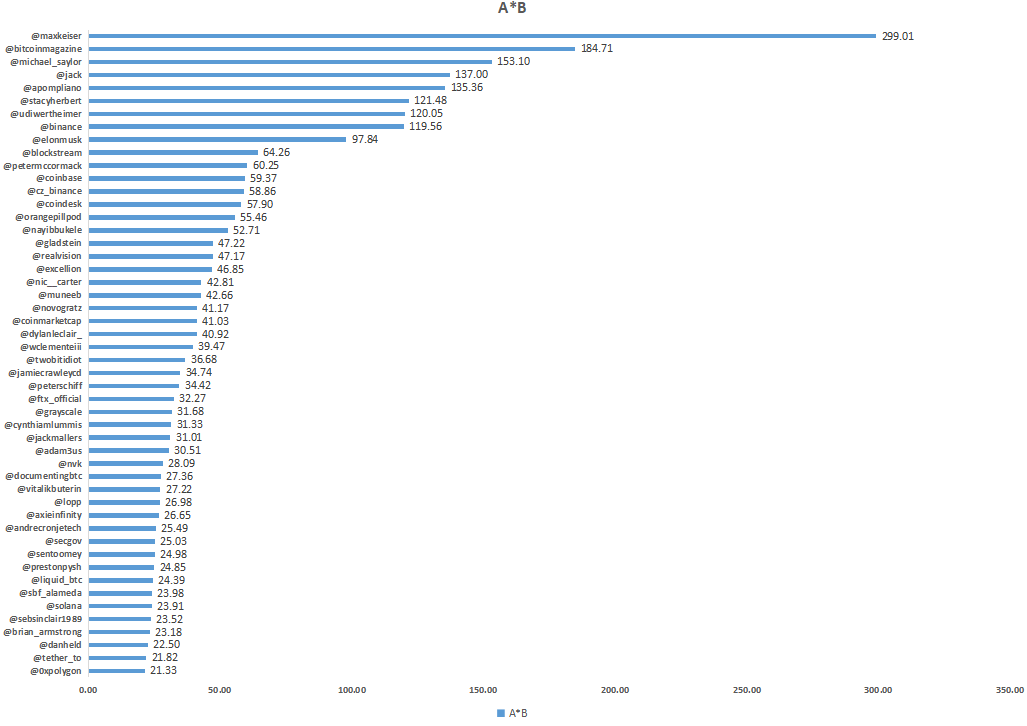 A*B
@maxkeiser 299.01
@bitcoinmagazine 184.71
@michael_saylor 153.10
@jack 137.00
@apompliano 135.36
@stacyherbert 121.48
@udiwertheimer 120.05
@binance 119.56
@elonmusk 97.84
@blockstream 64.26
@petermccormack 60.25
@coinbase 59.37
@cz_binance 58.86
@coindesk 57.90
@orangepillpod 55.46
@nayibbukele 52.71
@gladstein 47.22
@realvision 47.17
@excellion 46.85
@nic__carter 42.81
@muneeb 42.66
@novogratz 41.17
@coinmarketcap 41.03
@dylanleclair_ 40.92
@wclementeiii 39.47
@twobitidiot 36.68
@jamiecrawleycd 34.74
@peterschiff 34.42
@ftx_official 32.27
@grayscale 31.68
@cynthiamlummis 31.33
@jackmallers 31.01
@adam3us 30.51
@nvk 28.09
@documentingbtc 27.36
@vitalikbuterin 27.22
@lopp 26.98
@axieinfinity 26.65
@andrecronjetech 25.49
@secgov 25.03
@sentoomey 24.98
@prestonpysh 24.85
@liquid_btc 24.39
@sbf_alameda 23.98
@solana 23.91
@sebsinclair1989 23.52
@brian_armstrong 23.18
@danheld 22.50
@tether_to 21.82
@0xpolygon 21.33
0.00 50.00 100.00 150.00 200.00 250.00 300.00 350.00
A*B